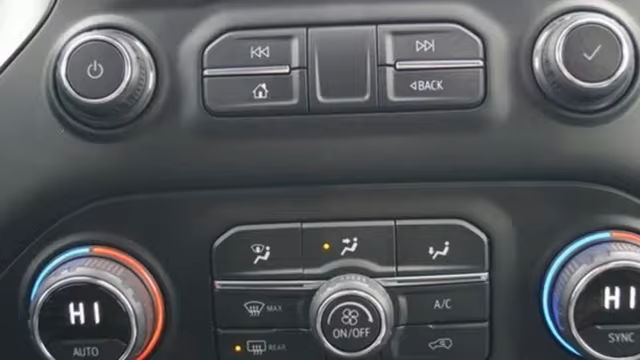 BACK
HI
HI
MAX
A/C
ON/OFF
AUTO
SYNC
REAR